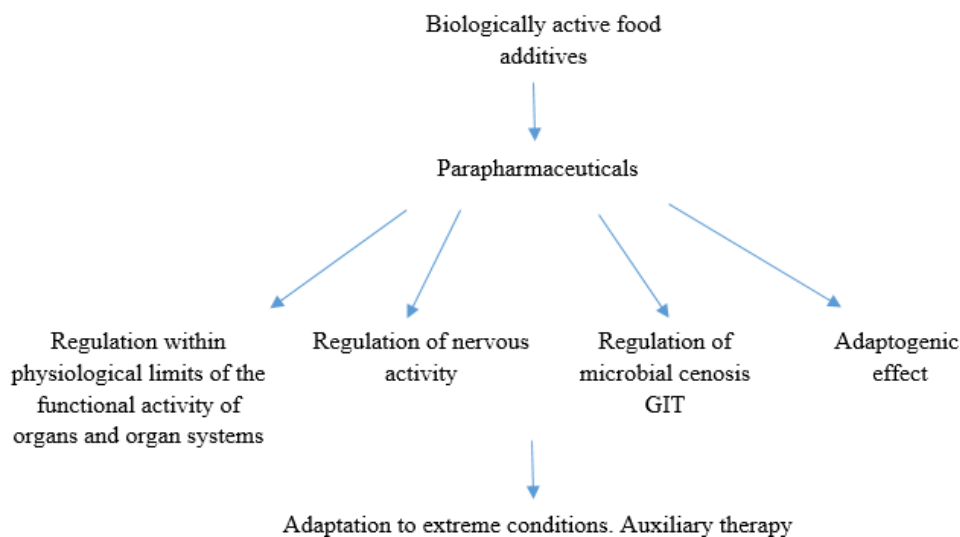 Biologically active food
additives
Parapharmaceuticals
Regulation within
physiological limits of the
functional activity of
organs and organ systems
Regulation of nervous
activity
Regulation of
microbial cenosis
GIT
Adaptogenic
effect
Adaptation to extreme conditions. Auxiliary therapy